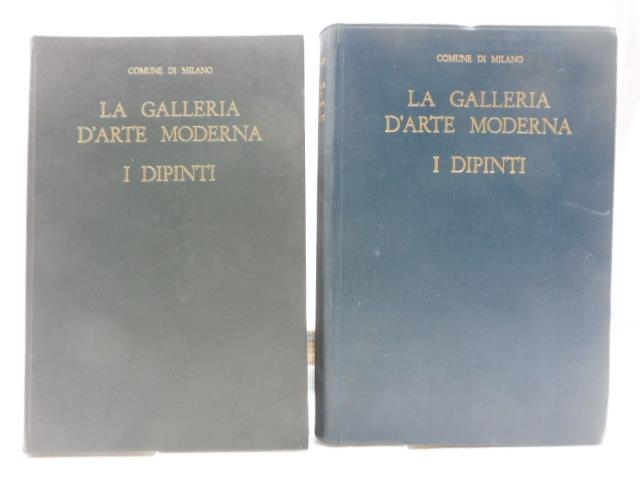 COMUNE DI MILANO
LA GALLERIA
D'ARTE MODERNA
I DIPINTI
COMUNE DI MILANO
LA GALLERIA
D'ARTE MODERNA
I DIPINTI